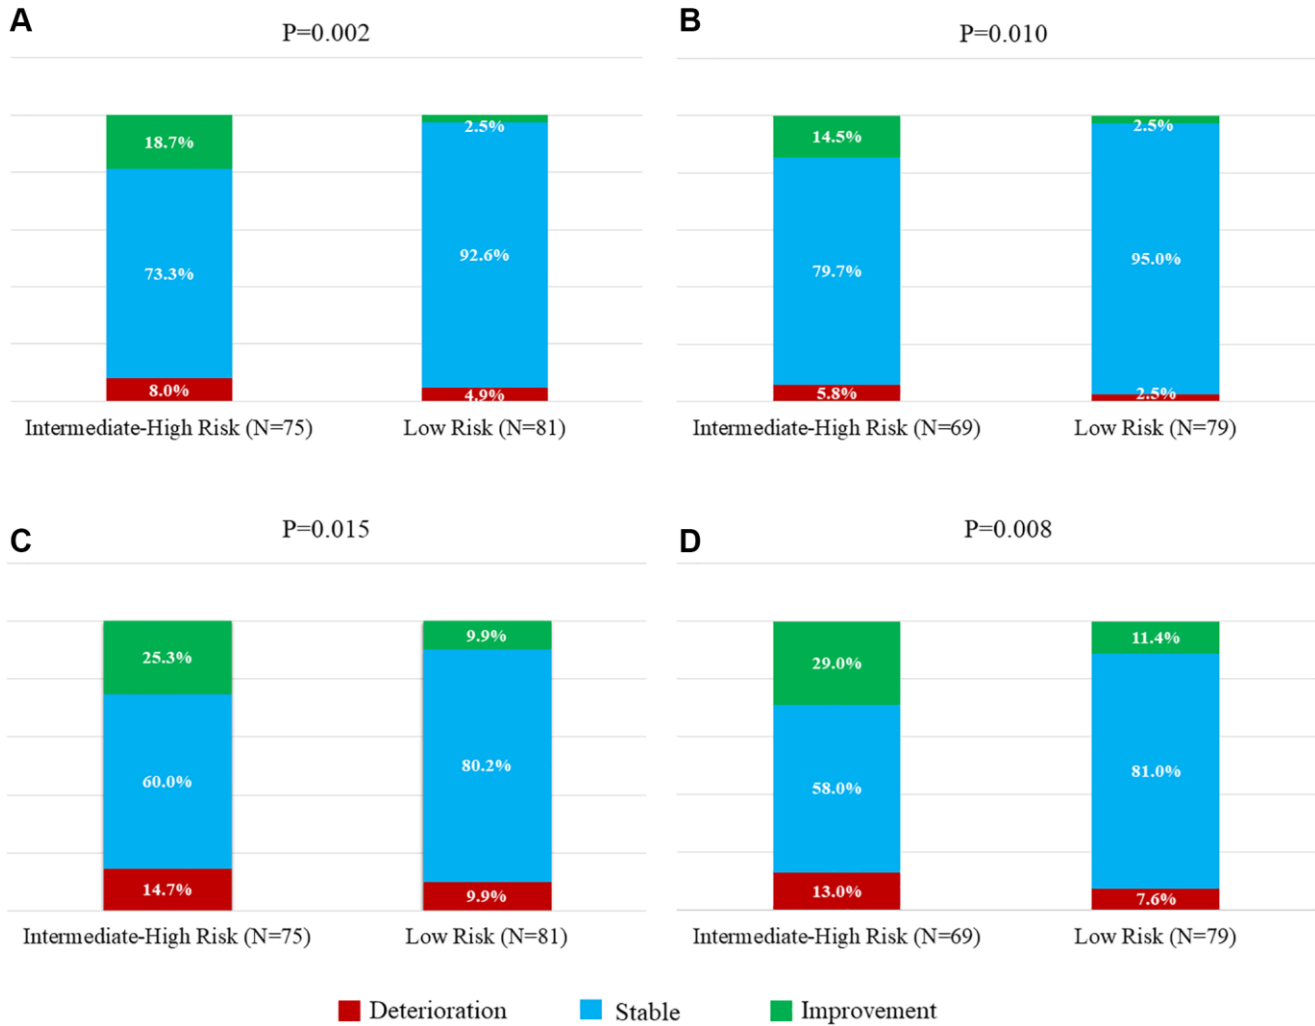 A
P=0.002
18.7%
2.5%
73.3%
92.6%
8.0%
4.9%
Intermediate-High Risk (N=75)
Low Risk (N=81)
B
P=0.010
14.5%
2.5%
79.7%
95.0%
5.8%
2.5%
Intermediate-High Risk (N=69)
Low Risk (N=79)
C
P=0.015
25.3%
9.9%
60.0%
80.2%
14.7%
9.9%
Intermediate-High Risk (N=75)
Low Risk (N=81)
D
P=0.008
29.0%
11.4%
58.0%
81.0%
13.0%
7.6%
Intermediate-High Risk (N=69)
Low Risk (N=79)
Deterioration
Stable
Improvement